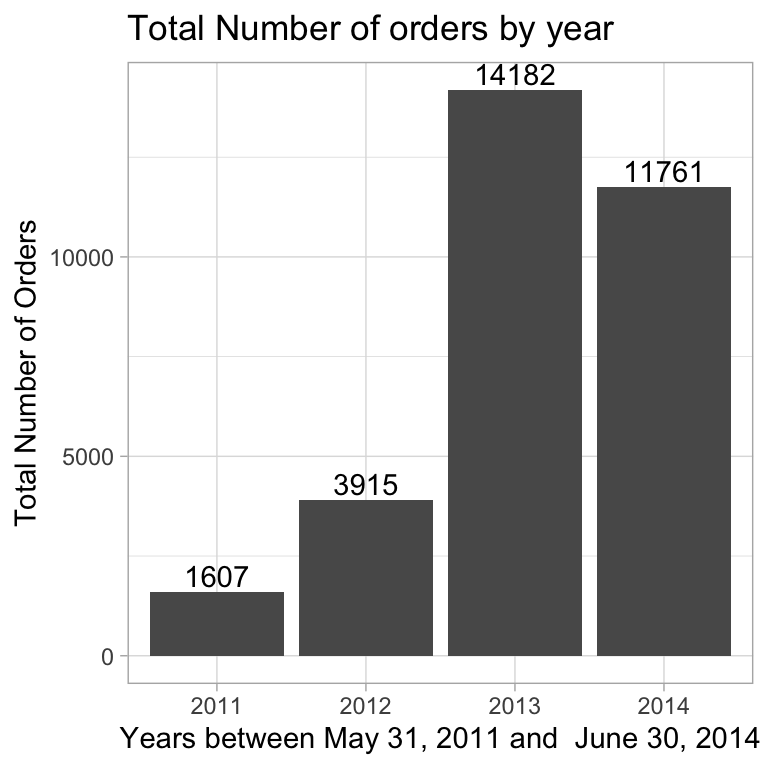 Total Number of orders by year
14182
11761
3915
1607
Total Number of Orders
10000
5000
0
2011 2012 2013 2014
Years between May 31, 2011 and  June 30, 2014